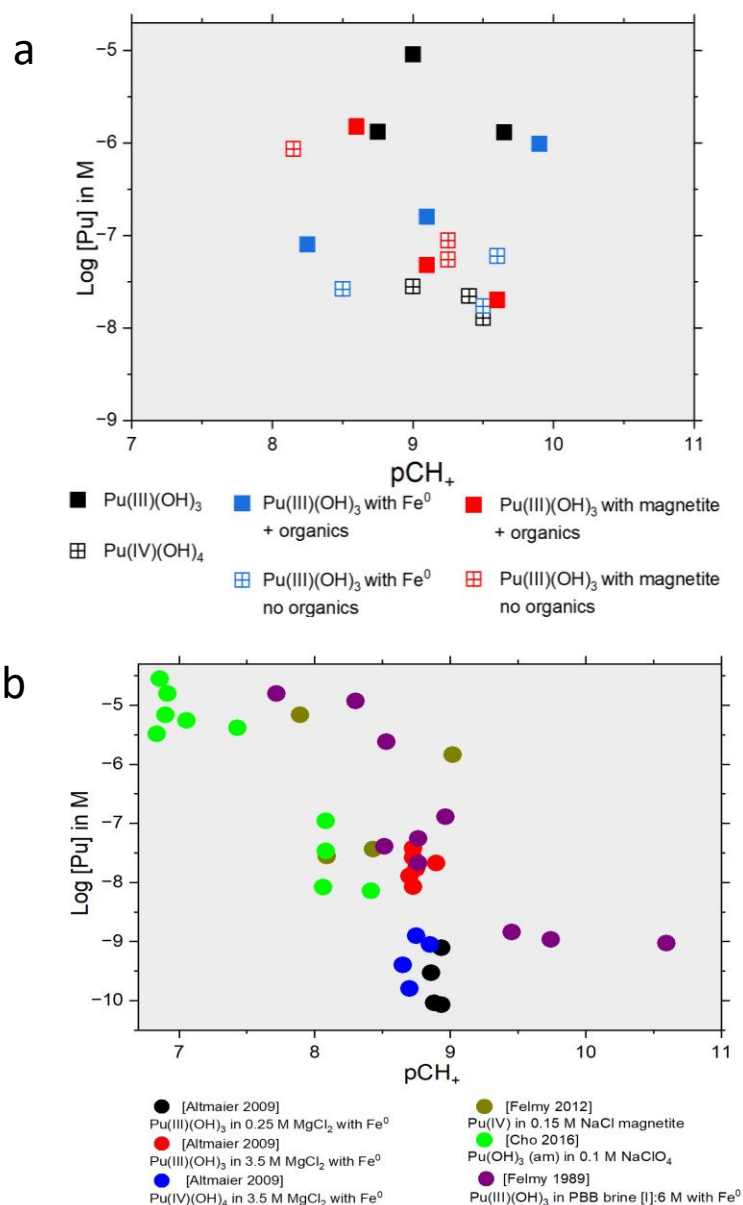 a
Log [Pu] in M
−5
−6
−7
−8
−9
7 8 9 10 11
pCH+
Pu(III)(OH)3
Pu(IV)(OH)4
Pu(III)(OH)3 with Fe0
+ organics
Pu(III)(OH)3 with Fe0
no organics
Pu(III)(OH)3 with magnetite
+ organics
Pu(III)(OH)3 with magnetite
no organics
b
Log [Pu] in M
−5
−6
−7
−8
−9
−10
7 8 9 10 11
pCH+
[Altmaier 2009]
Pu(III)(OH)3 in 0.25 M MgCl2 with Fe0
[Altmaier 2009]
Pu(III)(OH)3 in 3.5 M MgCl2 with Fe0
[Altmaier 2009]
Pu(IV)(OH)4 in 3.5 M MgCl2 with Fe0
[Felmy 2012]
Pu(IV) in 0.15 M NaCl magnetite
[Cho 2016]
Pu(OH)3 (am) in 0.1 M NaClO4
[Felmy 1989]
Pu(III)(OH)3 in PBB brine [I]:6 M with Fe0